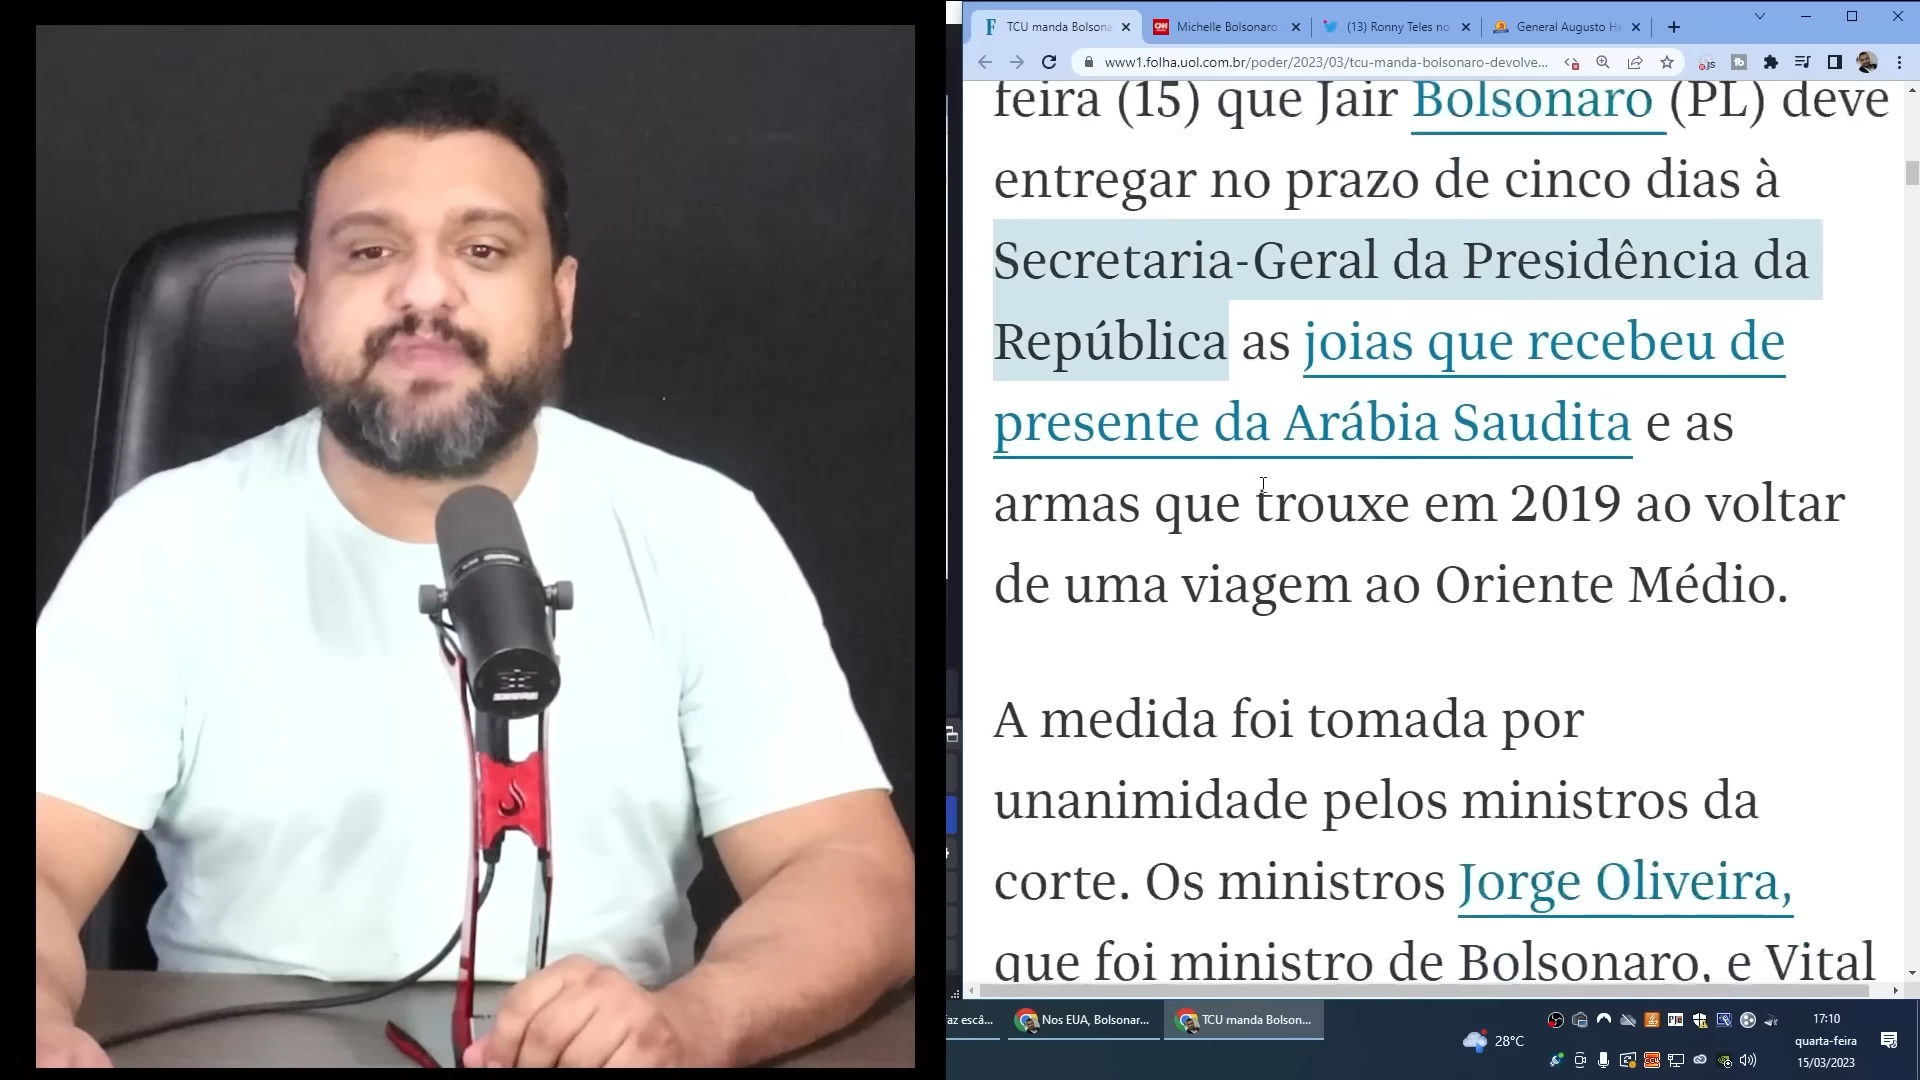 TCU manda Bolsona
Michelle Bolsonaro
(13) Ronny Teles no
General Augusto He
www1.folha.uol.com.br/poder/2023/03/tcu-manda-bolsonaro-devolve...
feira (15) que Jair Bolsonaro (PL) deve
entregar no prazo de cinco dias à
Secretaria-Geral da Presidência da
República as joias que recebeu de
presente da Arábia Saudita e as
armas que trouxe em 2019 ao voltar
de uma viagem ao Oriente Médio.
A medida foi tomada por
unanimidade pelos ministros da
corte. Os ministros Jorge Oliveira,
que foi ministro de Bolsonaro, e Vital
az escâ...
Nos EUA, Bolsonar...
TCU manda Bolson...
28°C
17:10
quarta-feira
15/03/2023